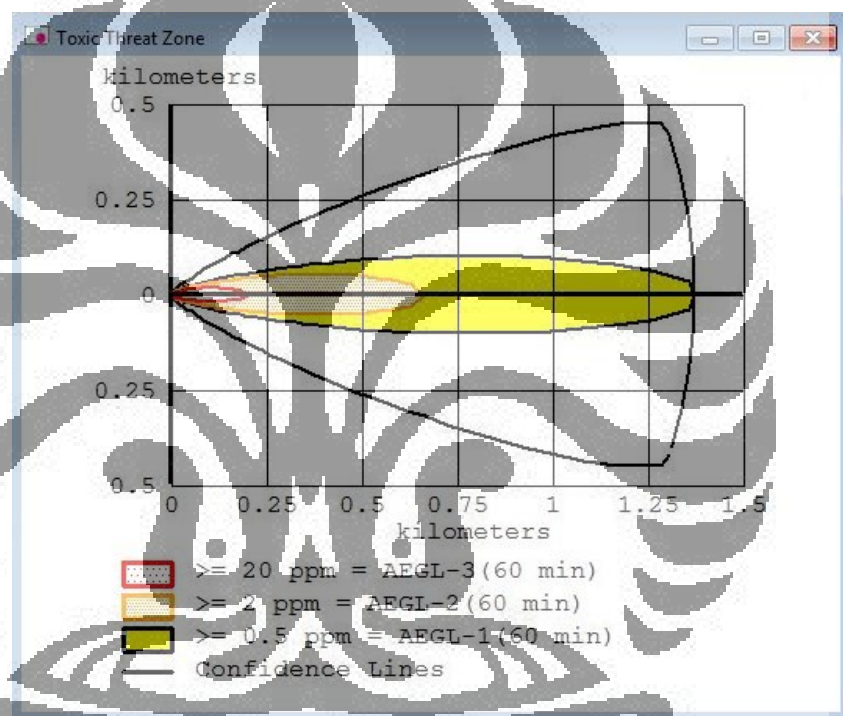 Toxic Threat Zone
kilometers
0.5
0.25
0
0.25
0.5
0 0.25 0.5 0.75 1 1.25 1.5
kilometers
>= 20 ppm = AEGL-3(60 min)
>= 2 ppm = AEGL-2(60 min)
>= 0.5 ppm = AEGL-1(60 min)
Confidence Lines